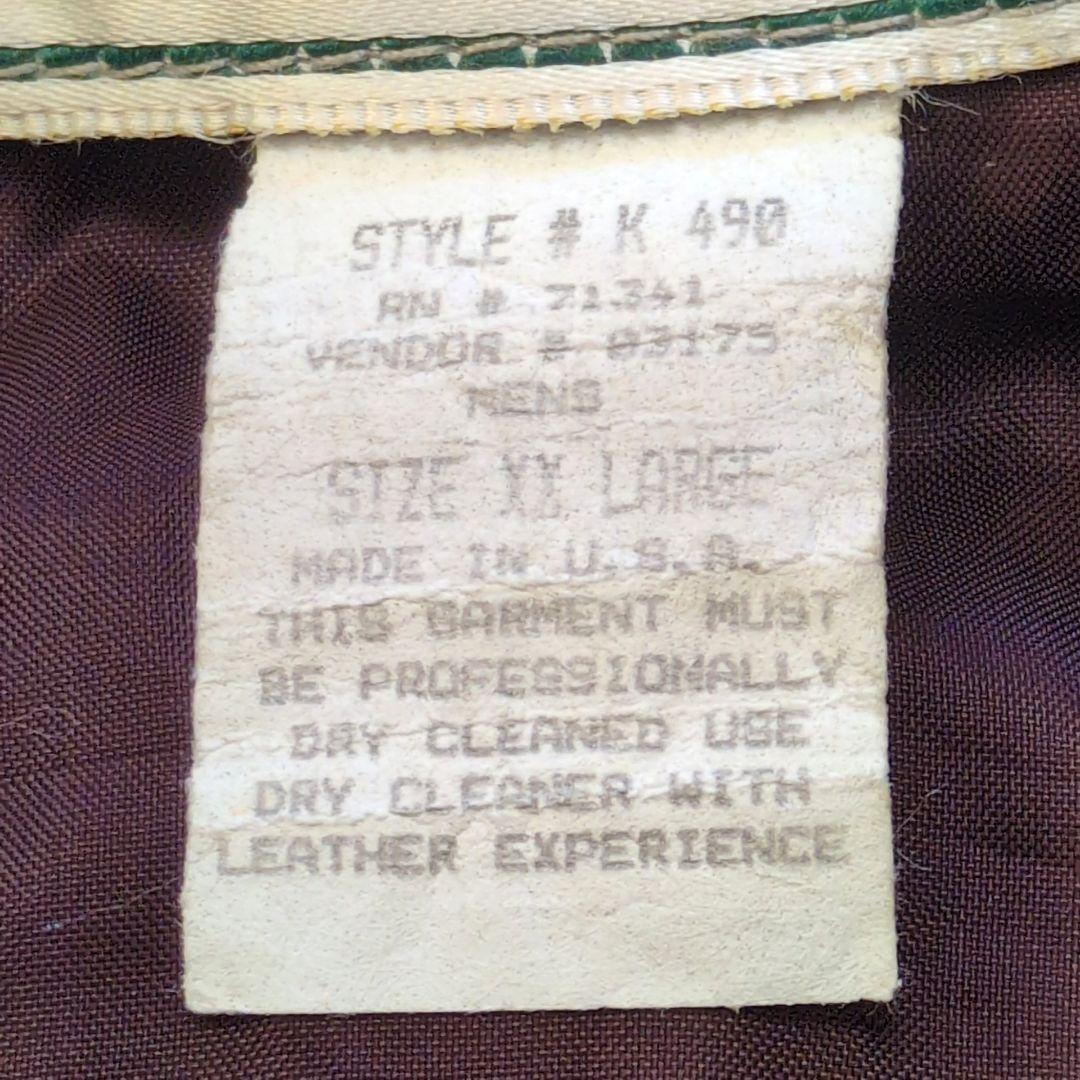 STYLE # K 490
RN # 71341
VENDOR # 03175
MENS
SIZE XX LARGE
MADE IN U.S.A.
THIS GARMENT MUST
BE PROFESSIONALLY
DRY CLEANED USE
DRY CLEANER WITH
LEATHER EXPERIENCE